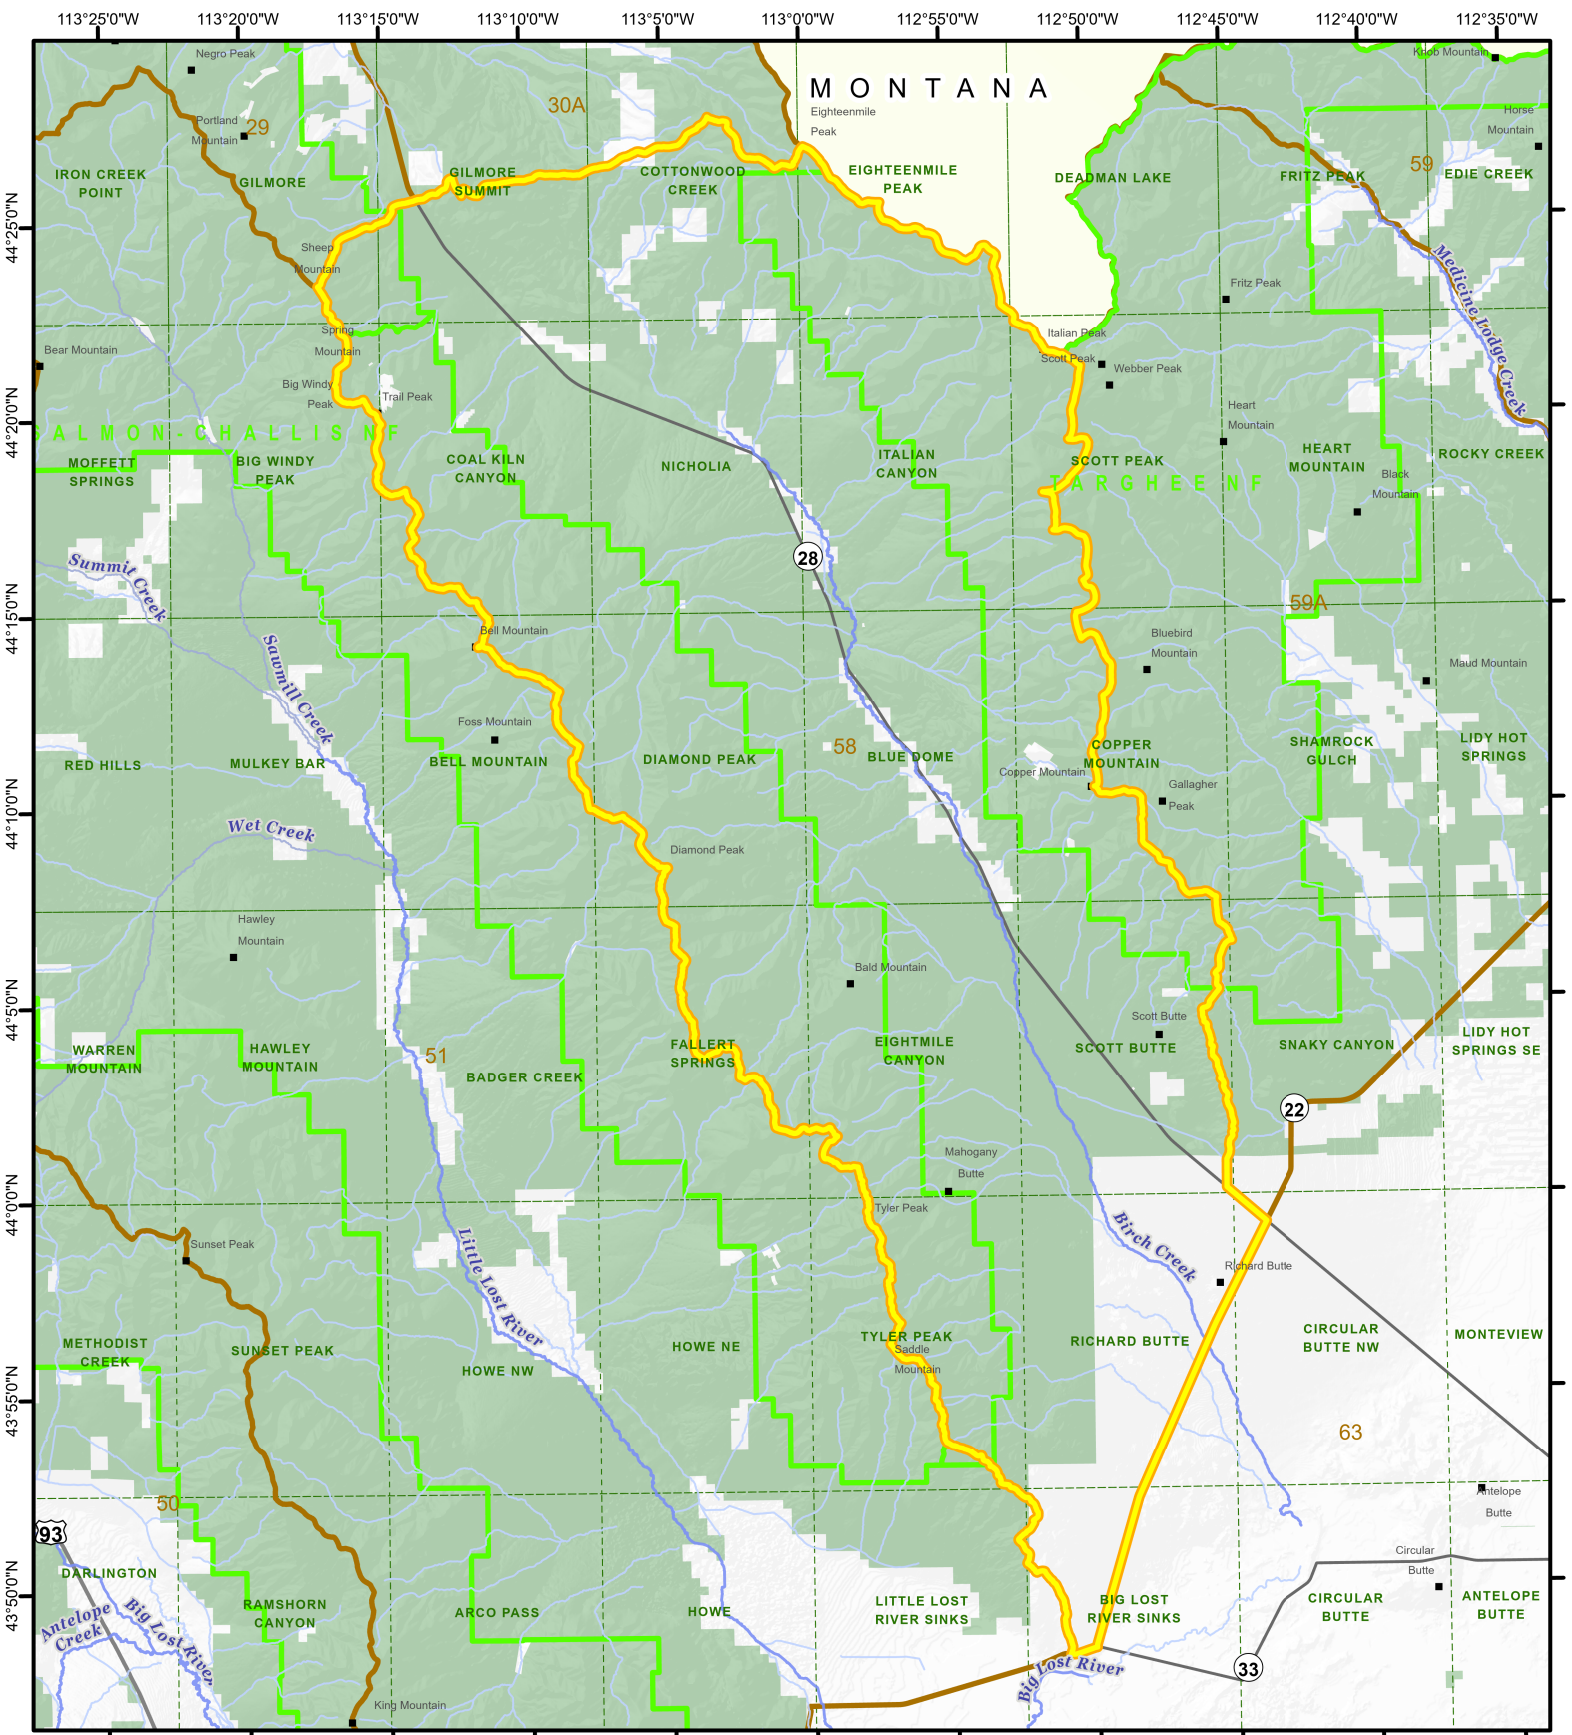 113°25'0"W
113°20'0"W
113°15'0"W
113°10'0"W
113°5'0"W
113°0'0"W
112°55'0"W
112°50'0"W
112°45'0"W
112°40'0"W
112°35'0"W
Negro Peak
Knob Mountain
MONTANA
30A
Eighteenmile
Peak
Horse
Mountain
Portland
Mountain
29
59
IRON CREEK
POINT
GILMORE
GILMORE
SUMMIT
COTTONWOOD
CREEK
EIGHTEENMILE
PEAK
DEADMAN LAKE
FRITZ PEAK
EDIE CREEK
44°25'0"N
Sheep
Mountain
Medicine Lodge Creek
Fritz Peak
Spring
Mountain
Italian Peak
Bear Mountain
Scott Peak
Webber Peak
Big Windy
Peak
Trail Peak
Heart
Mountain
44°20'0"N
SALMON-CHALLIS NF
MOFFETT
SPRINGS
BIG WINDY
PEAK
COAL KILN
CANYON
NICHOLIA
ITALIAN
CANYON
SCOTT PEAK
HEART
MOUNTAIN
ROCKY CREEK
TARGHEE NF
Black
Mountain
28
Summit Creek
44°15'0"N
59A
Sawmill Creek
Bell Mountain
Bluebird
Mountain
Maud Mountain
Foss Mountain
RED HILLS
MULKEY BAR
BELL MOUNTAIN
DIAMOND PEAK
58
BLUE DOME
COPPER
MOUNTAIN
SHAMROCK
GULCH
LIDY HOT
SPRINGS
Copper Mountain
Gallagher
Peak
44°10'0"N
Wet Creek
Diamond Peak
Hawley
Mountain
Bald Mountain
44°5'0"N
Scott Butte
WARREN
MOUNTAIN
HAWLEY
MOUNTAIN
51
BADGER CREEK
FALLERT
SPRINGS
EIGHTMILE
CANYON
SCOTT BUTTE
SNAKY CANYON
LIDY HOT
SPRINGS SE
22
Mahogany
Butte
44°0'0"N
Tyler Peak
Sunset Peak
Little Lost River
Birch Creek
Richard Butte
METHODIST
CREEK
SUNSET PEAK
HOWE NW
HOWE NE
TYLER PEAK
Saddle
Mountain
RICHARD BUTTE
CIRCULAR
BUTTE NW
MONTEVIEW
43°55'0"N
63
50
Antelope
Butte
93
Circular
Butte
DARLINGTON
43°50'0"N
Antelope
Creek
Big Lost River
RAMSHORN
CANYON
ARCO PASS
HOWE
LITTLE LOST
RIVER SINKS
BIG LOST
RIVER SINKS
CIRCULAR
BUTTE
ANTELOPE
BUTTE
33
Big Lost River
King Mountain